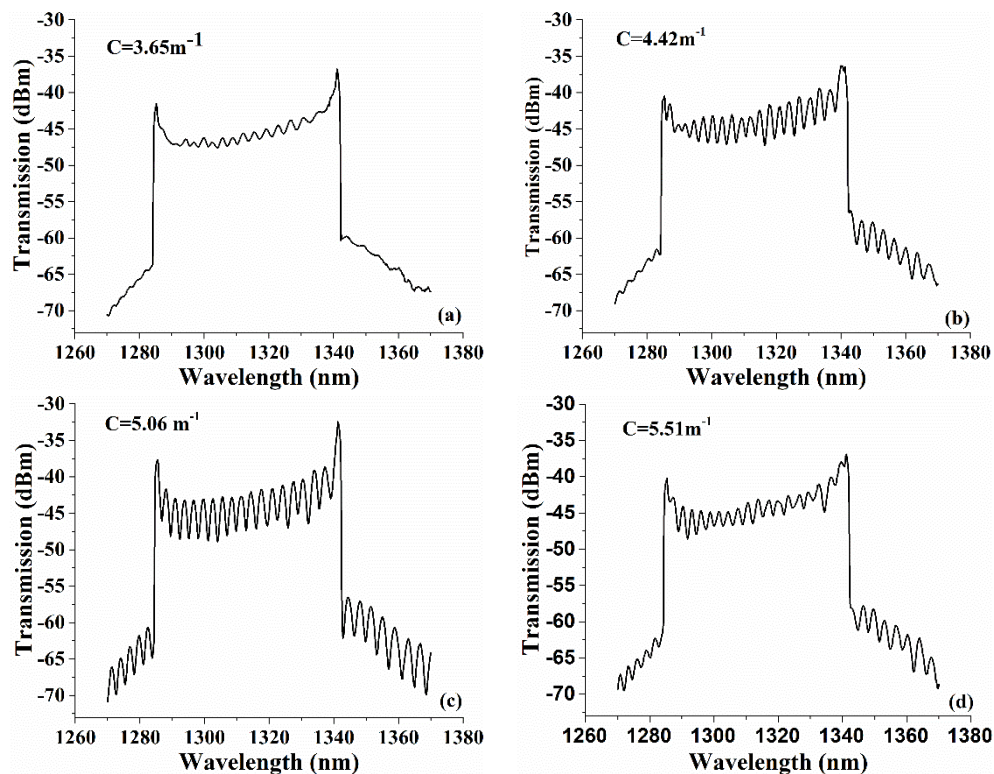 C=3.65m-1
-30
-35
-40
-45
-50
-55
-60
-65
-70
Transmission (dBm)
1260 1280 1300 1320 1340 1360 1380
Wavelength (nm)
(a)
C=4.42m-1
-30
-35
-40
-45
-50
-55
-60
-65
-70
Transmission (dBm)
1260 1280 1300 1320 1340 1360 1380
Wavelength (nm)
(b)
C=5.06 m-1
-30
-35
-40
-45
-50
-55
-60
-65
-70
Transmission (dBm)
1260 1280 1300 1320 1340 1360 1380
Wavelength (nm)
(c)
C=5.51m-1
-30
-35
-40
-45
-50
-55
-60
-65
-70
Transmission (dBm)
1260 1280 1300 1320 1340 1360 1380
Wavelength (nm)
(d)